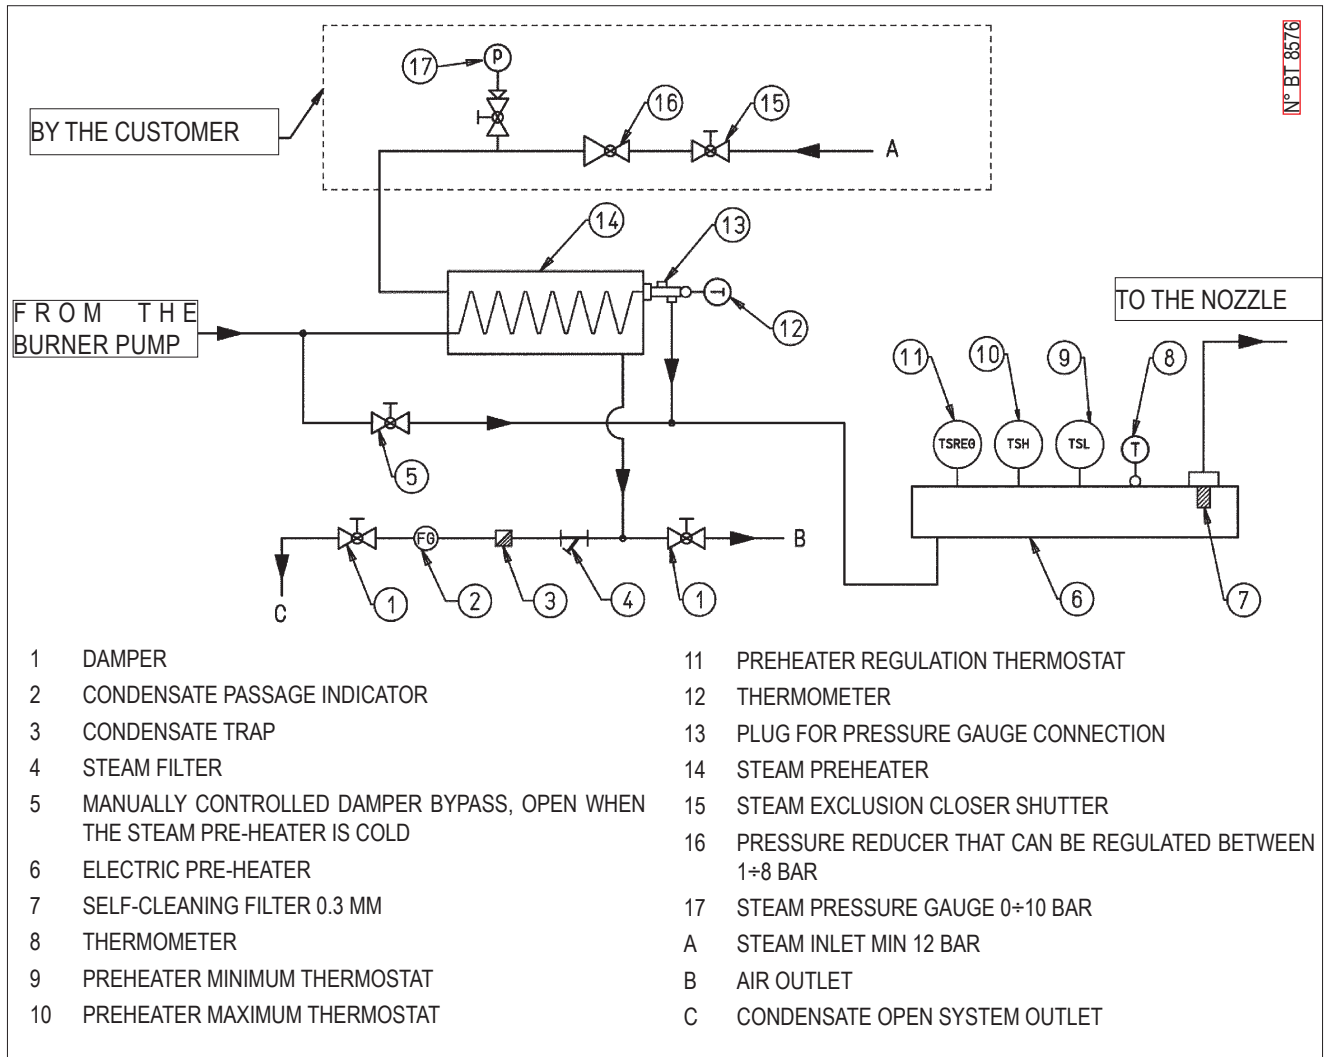 N° BT 8576
17
P
16
15
A
BY THE CUSTOMER
14
13
12
FROM THE
BURNER PUMP
TO THE NOZZLE
11
10
9
8
TSREG
TSH
TSL
T
5
FG
B
C
1
2
3
4
1
6
7
1 DAMPER
2 CONDENSATE PASSAGE INDICATOR
3 CONDENSATE TRAP
4 STEAM FILTER
5 MANUALLY CONTROLLED DAMPER BYPASS, OPEN WHEN
THE STEAM PRE-HEATER IS COLD
6 ELECTRIC PRE-HEATER
7 SELF-CLEANING FILTER 0.3 MM
8 THERMOMETER
9 PREHEATER MINIMUM THERMOSTAT
10 PREHEATER MAXIMUM THERMOSTAT
11 PREHEATER REGULATION THERMOSTAT
12 THERMOMETER
13 PLUG FOR PRESSURE GAUGE CONNECTION
14 STEAM PREHEATER
15 STEAM EXCLUSION CLOSER SHUTTER
16 PRESSURE REDUCER THAT CAN BE REGULATED BETWEEN
1÷8 BAR
17 STEAM PRESSURE GAUGE 0÷10 BAR
A STEAM INLET MIN 12 BAR
B AIR OUTLET
C CONDENSATE OPEN SYSTEM OUTLET